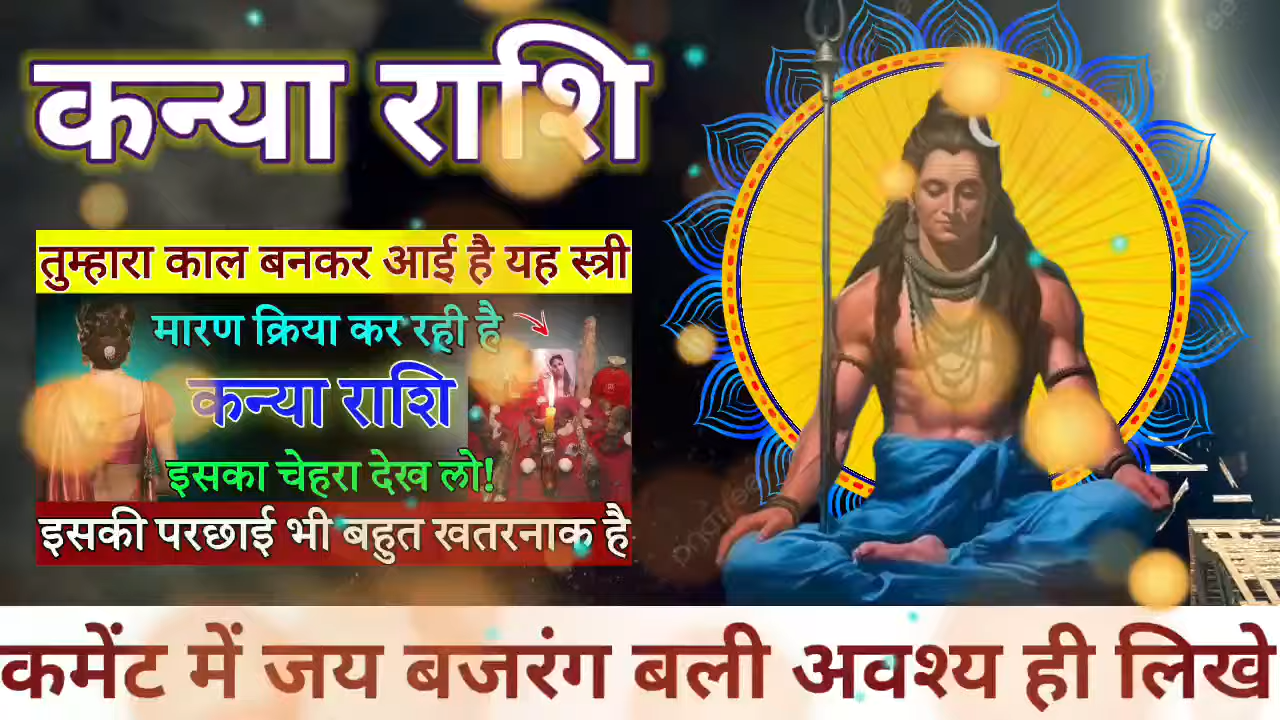 कन्या राशि
तुम्हारा काल बनकर आई है यह स्त्री
मारण क्रिया कर रही है
कन्या राशि
इसका चेहरा देख लो!
इसकी परछाई भी बहुत खतरनाक है
कमेंट में जय बजरंग बली अवश्य ही लिखे